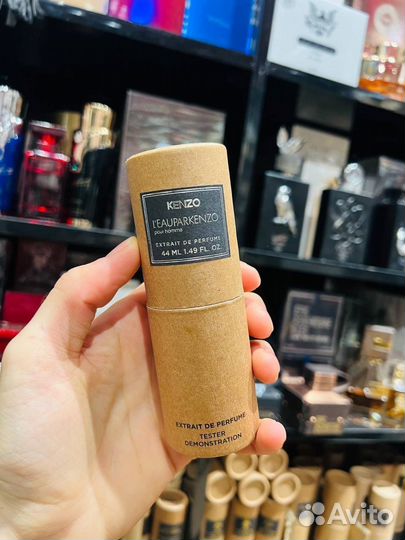 KENZO
L'EAUPARKENZO
pour homme
EXTRAIT DE PERFUME
44 ML 1.49 FL. OZ.
EXTRAIT DE PERFUME
TESTER
DEMONSTRATION
Avito